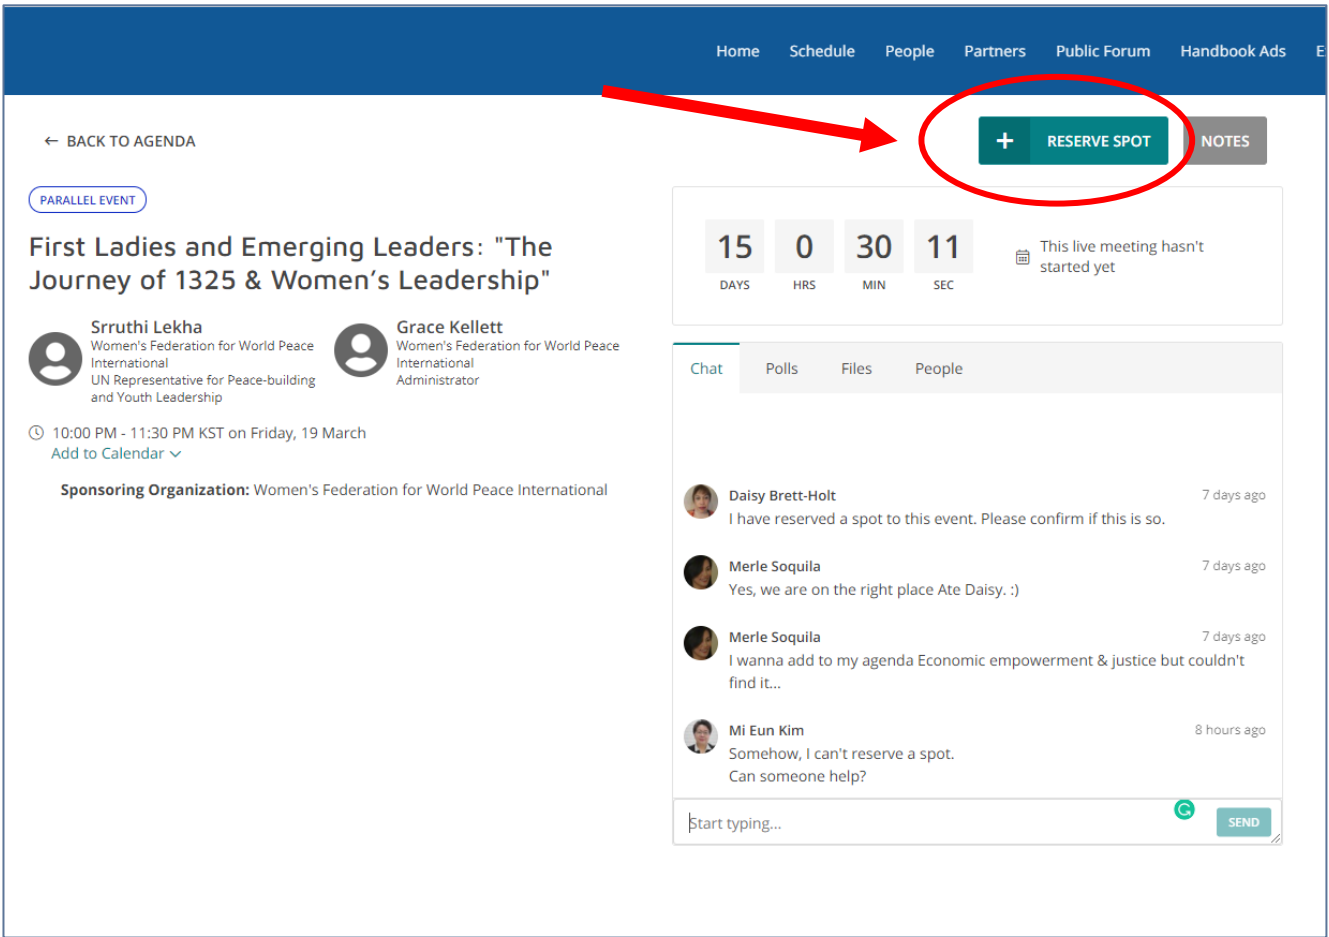 Home Schedule People Partners Public Forum Handbook Ads E
← BACK TO AGENDA
+ RESERVE SPOT NOTES
PARALLEL EVENT
First Ladies and Emerging Leaders: "The
Journey of 1325 & Women’s Leadership"
Srruthi Lekha
Women's Federation for World Peace
International
UN Representative for Peace-building
and Youth Leadership
Grace Kellett
Women's Federation for World Peace
International
Administrator
10:00 PM - 11:30 PM KST on Friday, 19 March
Add to Calendar
Sponsoring Organization: Women's Federation for World Peace International
15 0 30 11
DAYS HRS MIN SEC
This live meeting hasn't
started yet
Chat Polls Files People
Daisy Brett-Holt 7 days ago
I have reserved a spot to this event. Please confirm if this is so.
Merle Soquila 7 days ago
Yes, we are on the right place Ate Daisy. :)
Merle Soquila 7 days ago
I wanna add to my agenda Economic empowerment & justice but couldn't
find it...
Mi Eun Kim 8 hours ago
Somehow, I can't reserve a spot.
Can someone help?
Start typing... SEND